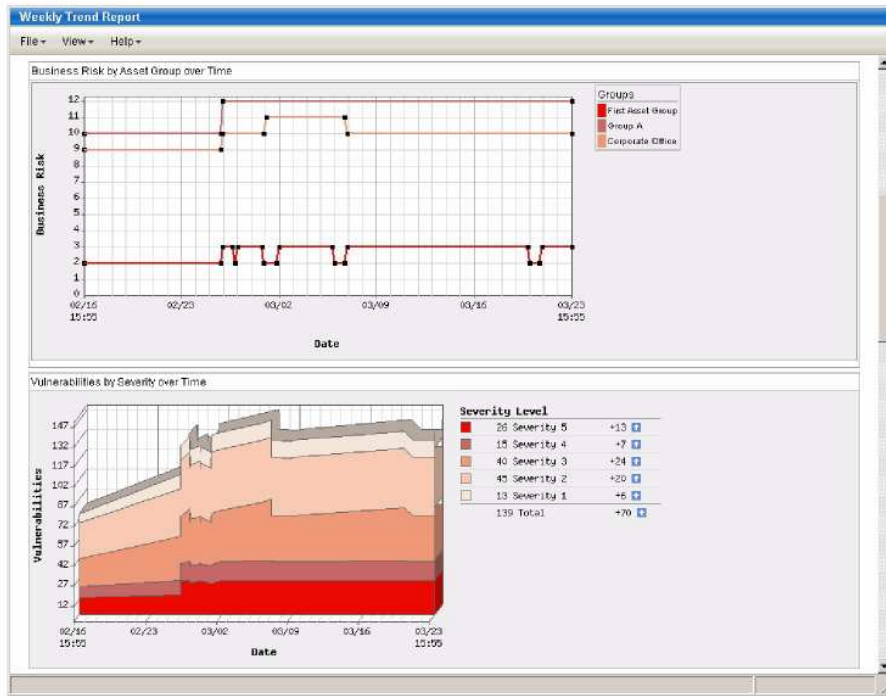 Weekly Trend Report
File View Help
Business Risk by Asset Group over Time
12
11
10
9
8
7
6
5
4
3
2
1
0
Business Risk
02/16 02/23 03/02 03/09 03/16 03/23
15:55 15:55
Date
Groups
First Asset Group
Group A
Corporate Office
Vulnerabilities by Severity over Time
147
132
117
102
87
72
57
42
27
12
Vulnerabilities
02/16 02/23 03/02 03/09 03/16 03/23
15:55 15:55
Date
Severity Level
26 Severity 5 +13
15 Severity 4 +7
40 Severity 3 +24
45 Severity 2 +20
13 Severity 1 +6
139 Total +70